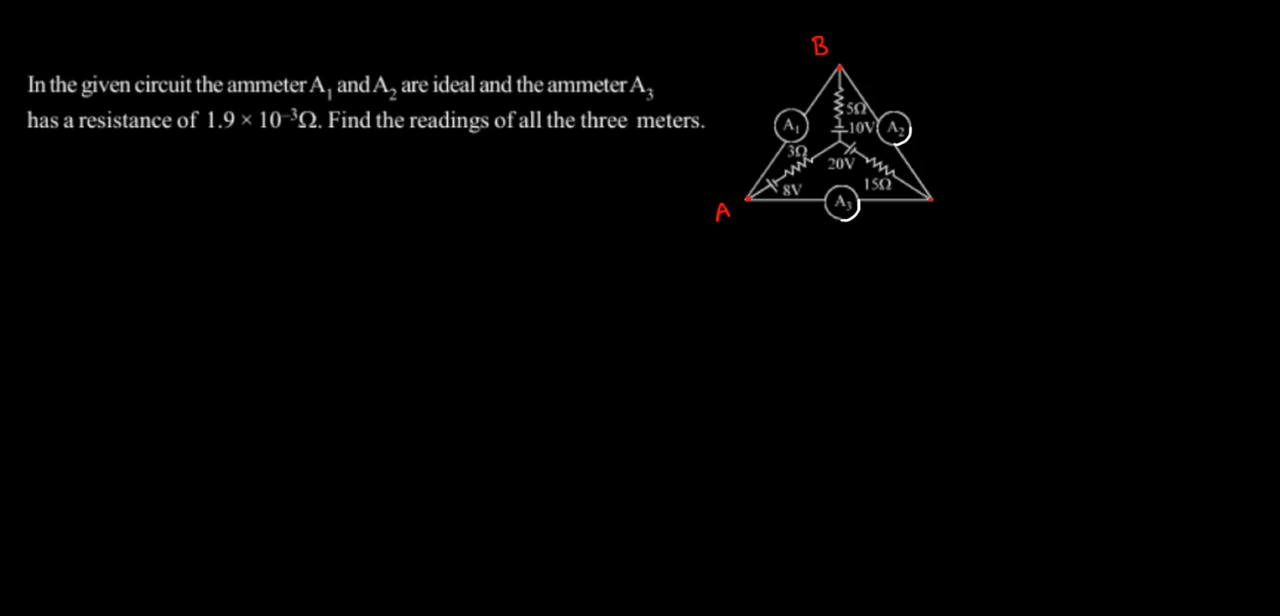 In the given circuit the ammeter A₁ and A₂ are ideal and the ammeter A₃
has a resistance of 1.9 × 10⁻³Ω. Find the readings of all the three meters.
B
5Ω
A₁
10V
A₂
3Ω
20V
15Ω
8V
A₃
A